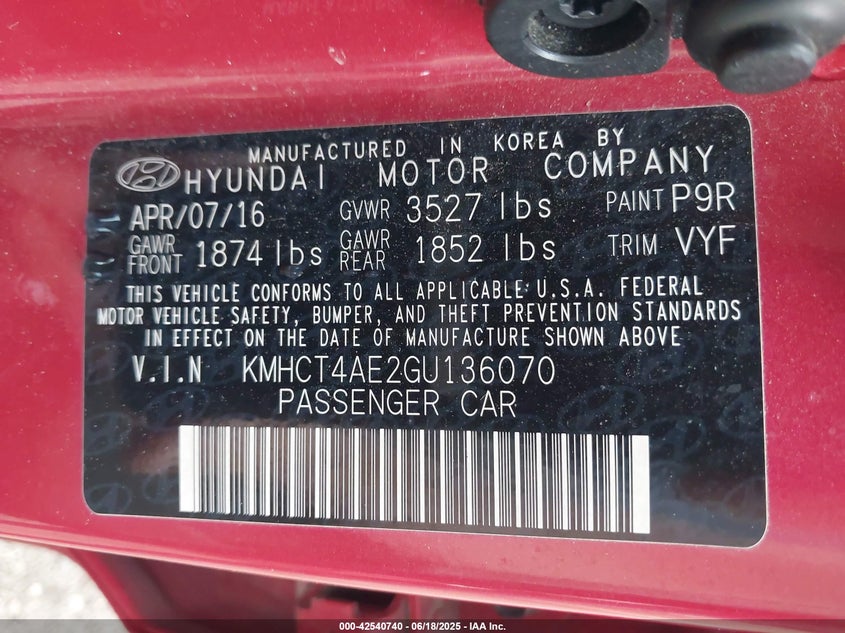 MANUFACTURED IN KOREA BY
HYUNDAI MOTOR COMPANY
APR/07/16 GVWR 3527 lbs PAINT P9R
GAWR FRONT 1874 lbs GAWR REAR 1852 lbs TRIM VYF
THIS VEHICLE CONFORMS TO ALL APPLICABLE U.S.A. FEDERAL
MOTOR VEHICLE SAFETY, BUMPER, AND THEFT PREVENTION STANDARDS
IN EFFECT ON THE DATE OF MANUFACTURE SHOWN ABOVE
V.I.N KMHCT4AE2GU136070
PASSENGER CAR
000-42540740 - 06/18/2025 - IAA Inc.